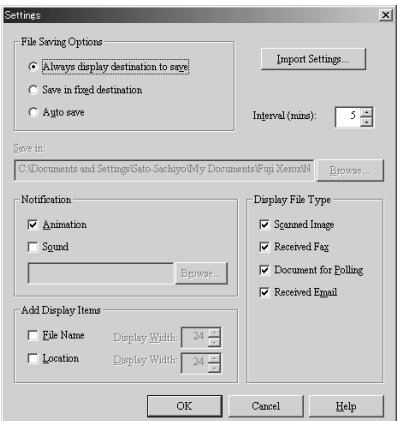 Settings
File Saving Options
Always display destination to save
Save in fixed destination
Auto save
Import Settings...
Interval (mins): 5
Save in:
C:\Documents and Settings\Sato-Sachiyo\My Documents\Fuji Xerox\N
Browse...
Notification
Animation
Sound
Browse...
Display File Type
Scanned Image
Received Fax
Document for Polling
Received Email
Add Display Items
File Name Display Width: 24
Location Display Width: 24
OK Cancel Help